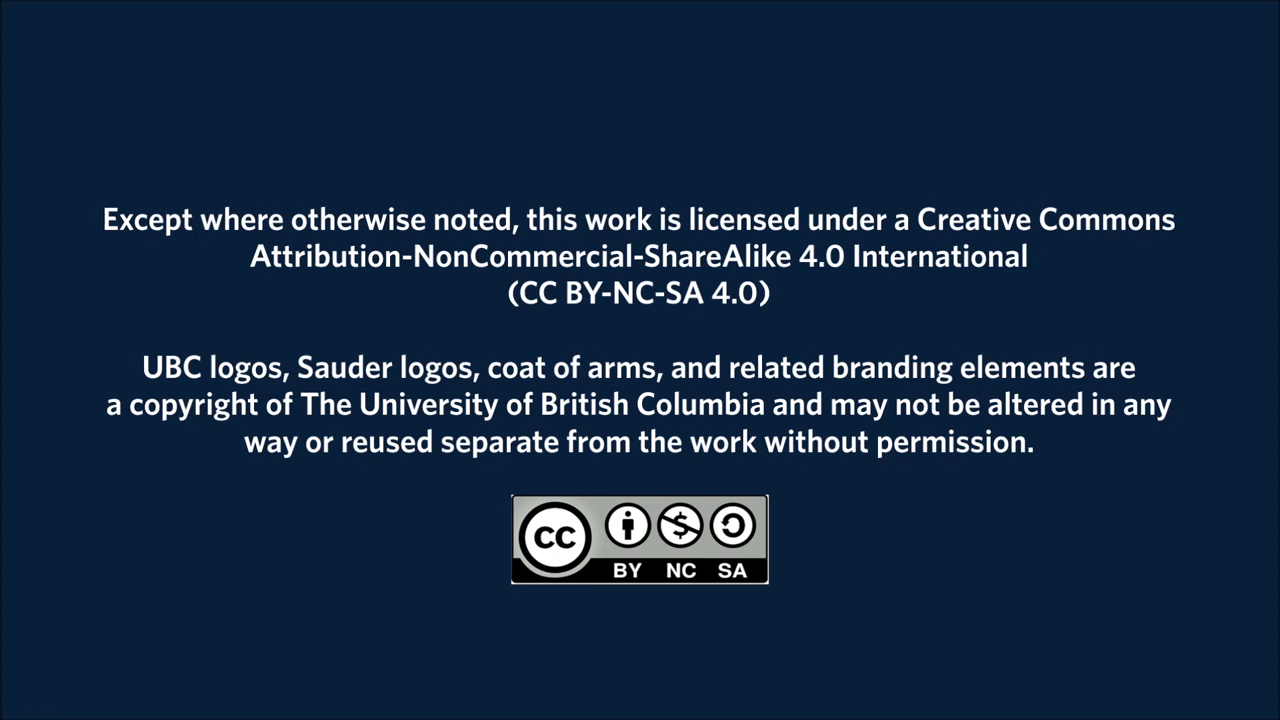 Except where otherwise noted, this work is licensed under a Creative Commons
Attribution-NonCommercial-ShareAlike 4.0 International
(CC BY-NC-SA 4.0)
UBC logos, Sauder logos, coat of arms, and related branding elements are
a copyright of The University of British Columbia and may not be altered in any
way or reused separate from the work without permission.
CC
BY NC SA